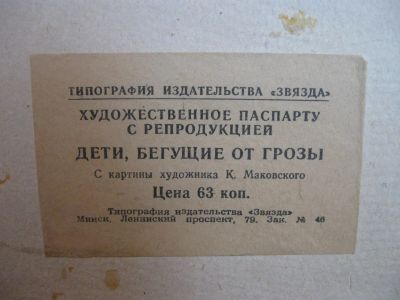 ТИПОГРАФИЯ ИЗДАТЕЛЬСТВА «ЗВЯЗДА»
ХУДОЖЕСТВЕННОЕ ПАСПАРТУ
С РЕПРОДУКЦИЕЙ
ДЕТИ, БЕГУЩИЕ ОТ ГРОЗЫ
С картины художника К. Маковского
Цена 63 коп.
Типография издательства «Звязда»
Минск, Ленинский проспект, 79. Зак. № 46